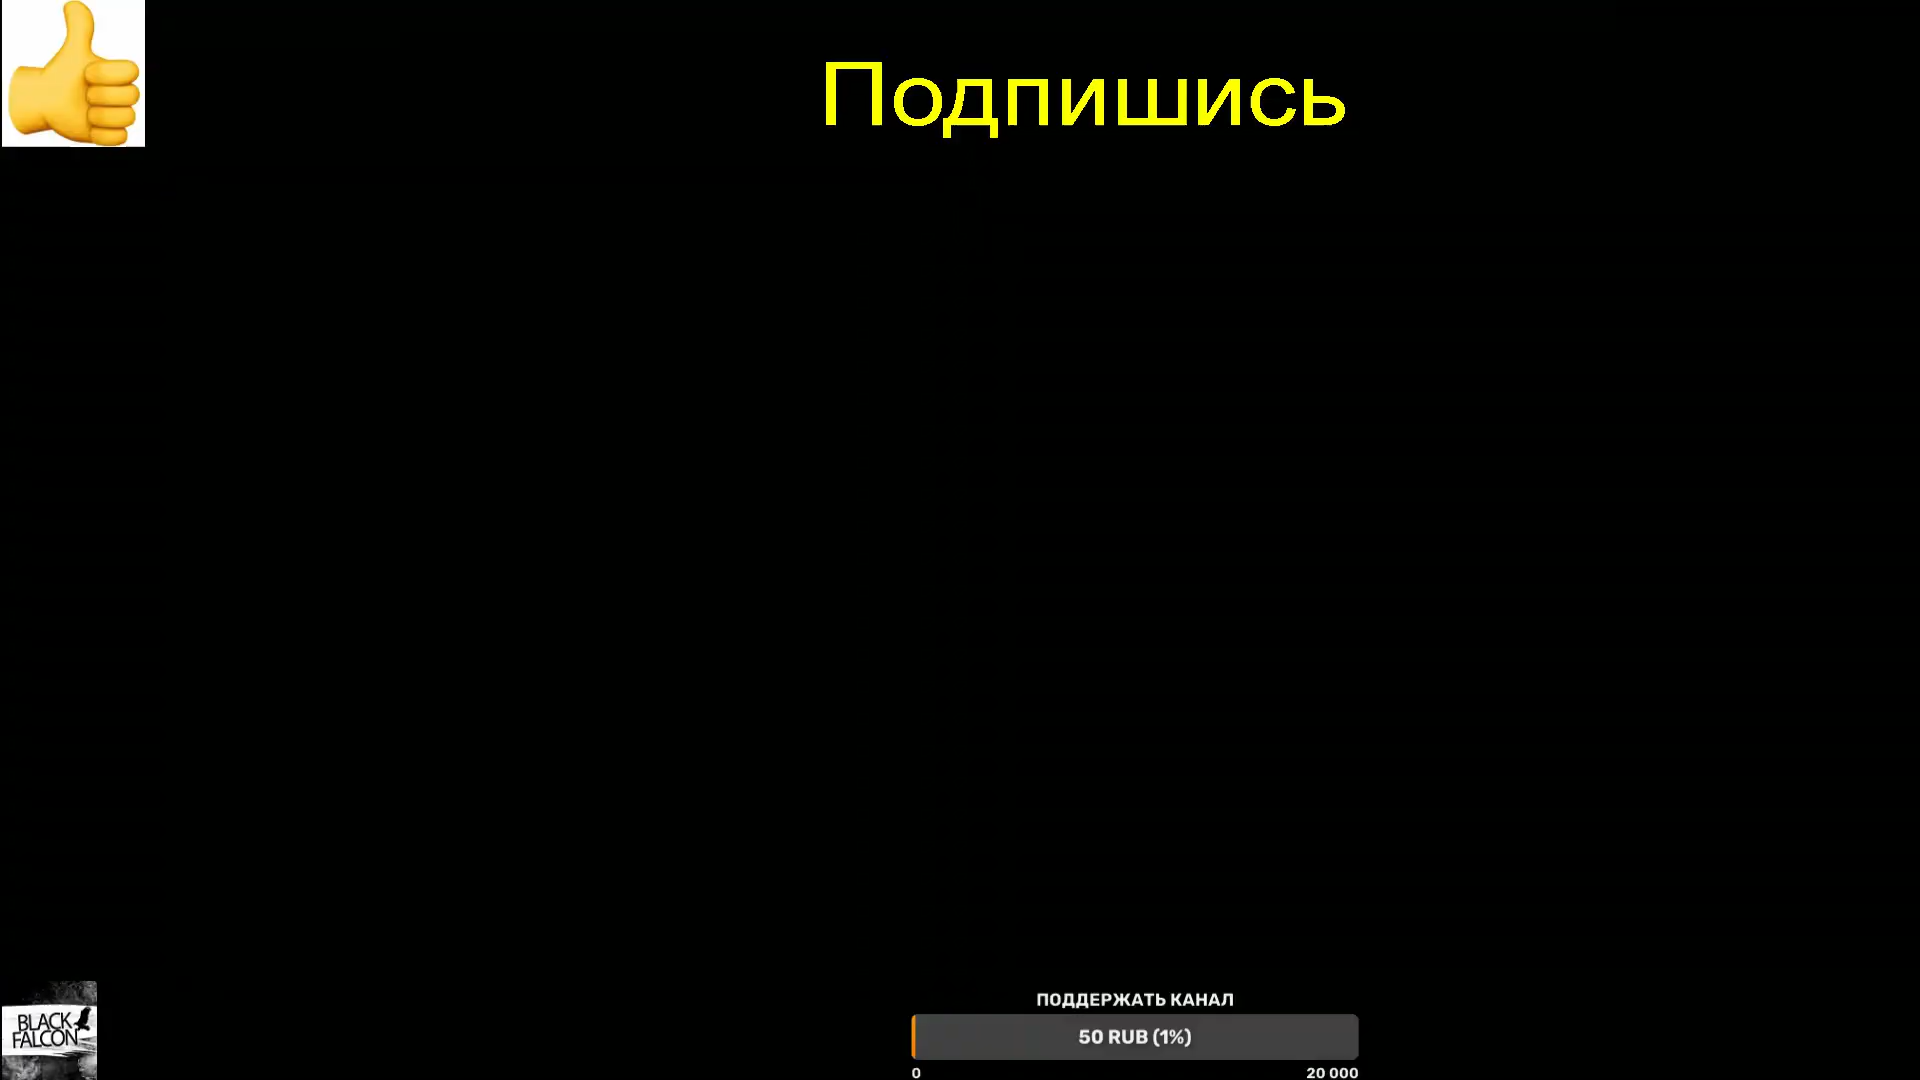 Подпишись
BLACK
FALCON
ПОДДЕРЖАТЬ КАНАЛ
50 RUB (1%)
0 20 000